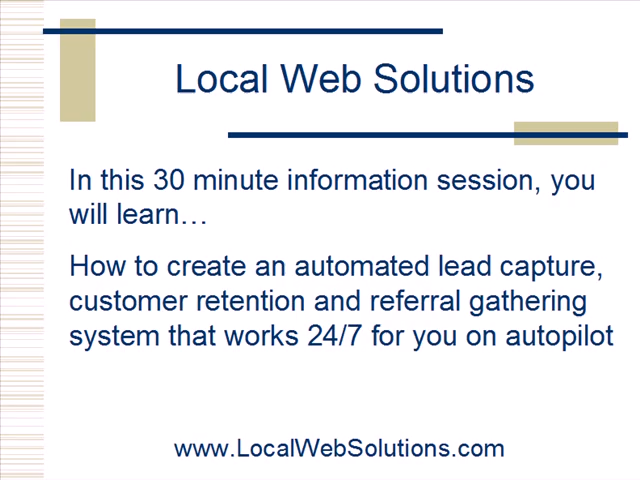 Local Web Solutions
In this 30 minute information session, you
will learn…
How to create an automated lead capture,
customer retention and referral gathering
system that works 24/7 for you on autopilot
www.LocalWebSolutions.com